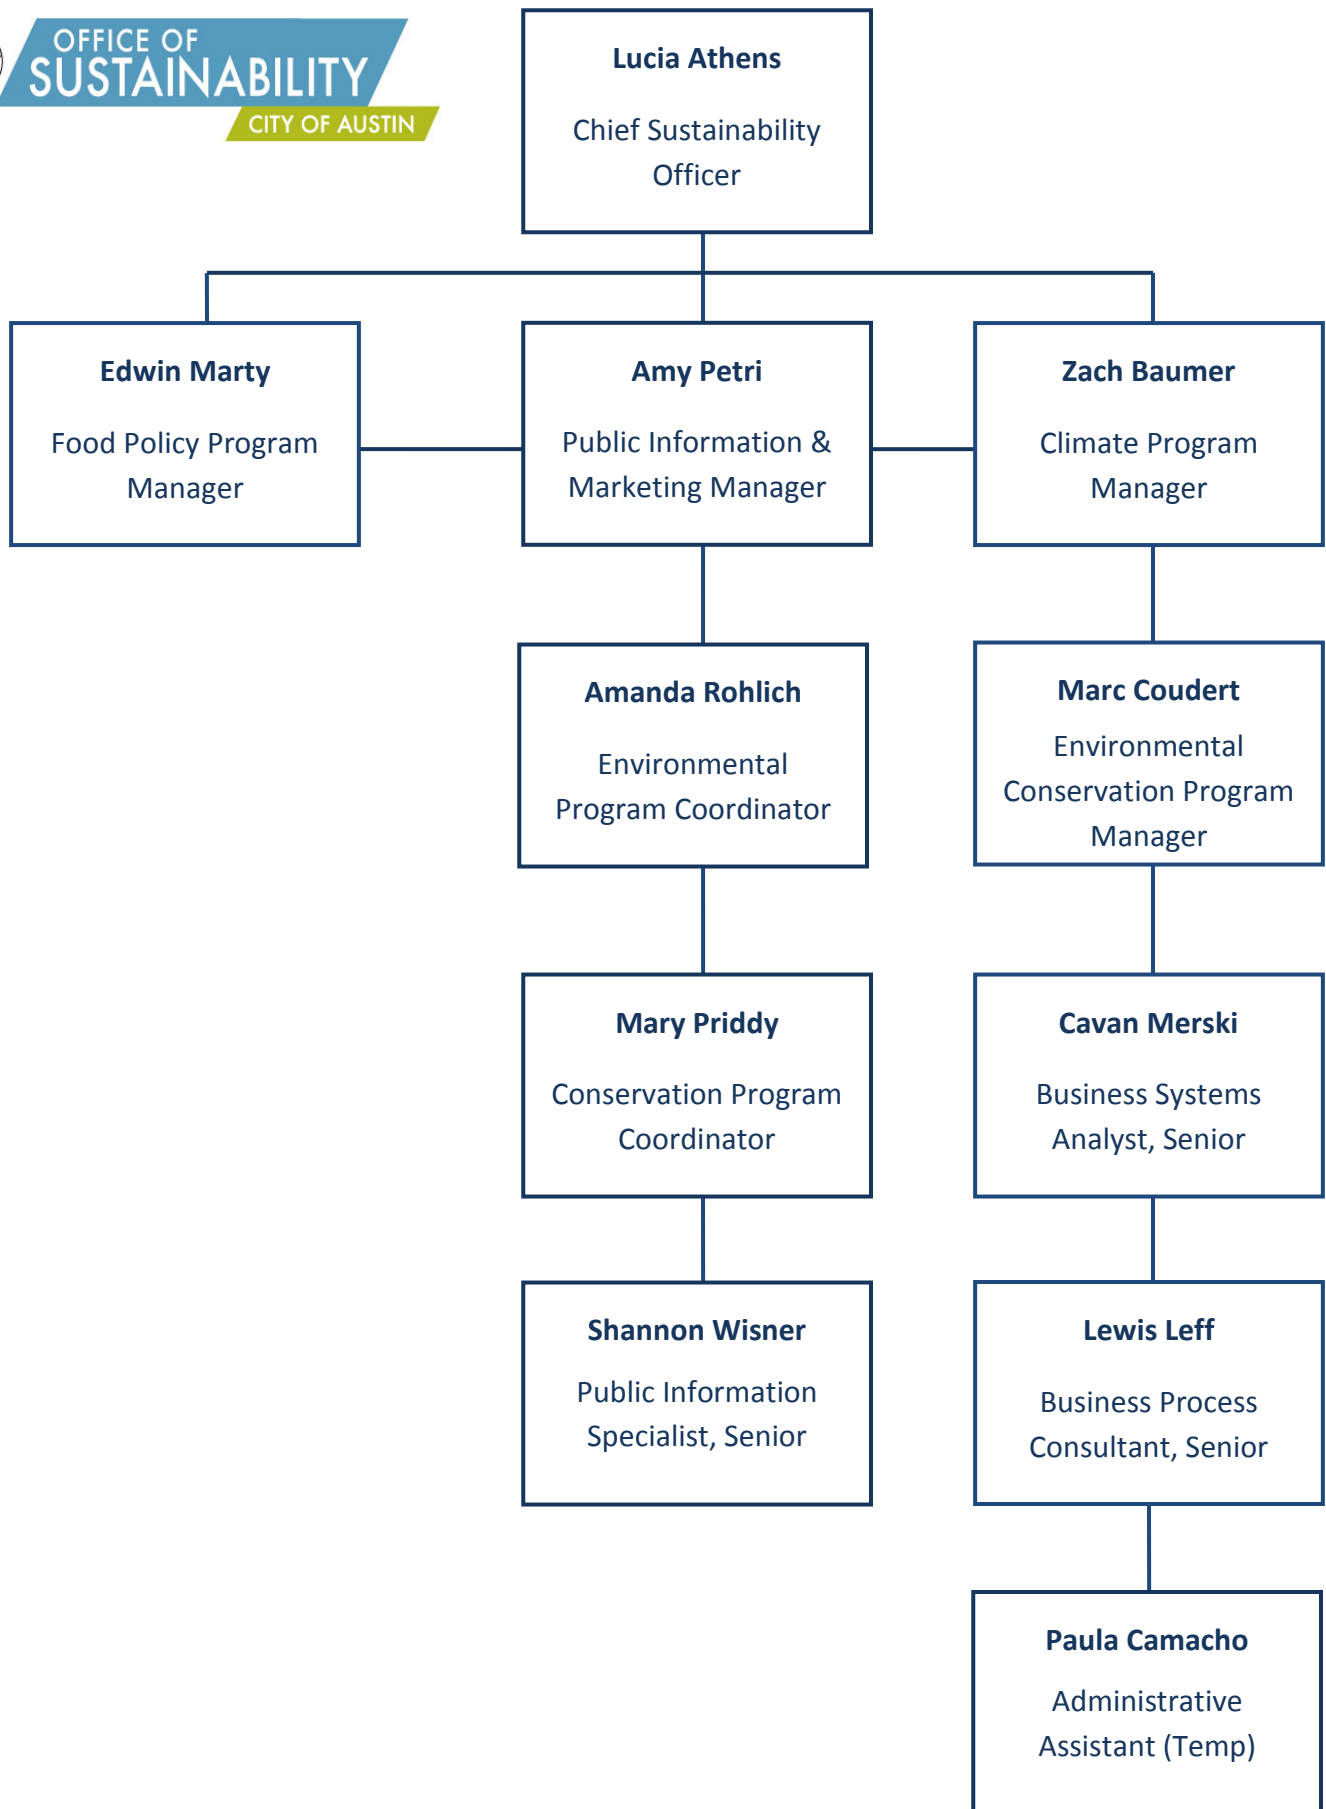 OFFICE OF
SUSTAINABILITY
CITY OF AUSTIN
Lucia Athens
Chief Sustainability
Officer
Edwin Marty
Food Policy Program
Manager
Amy Petri
Public Information &
Marketing Manager
Zach Baumer
Climate Program
Manager
Amanda Rohlich
Environmental
Program Coordinator
Marc Coudert
Environmental
Conservation Program
Manager
Mary Priddy
Conservation Program
Coordinator
Cavan Merski
Business Systems
Analyst, Senior
Shannon Wisner
Public Information
Specialist, Senior
Lewis Leff
Business Process
Consultant, Senior
Paula Camacho
Administrative
Assistant (Temp)